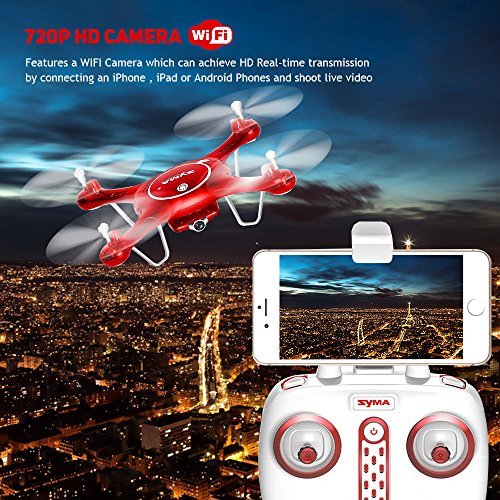 720P HD CAMERA WiFi
Features a WIFI Camera which can achieve HD Real-time transmission
by connecting an iPhone , iPad or Android Phones and shoot live video
SYMA
SYMA